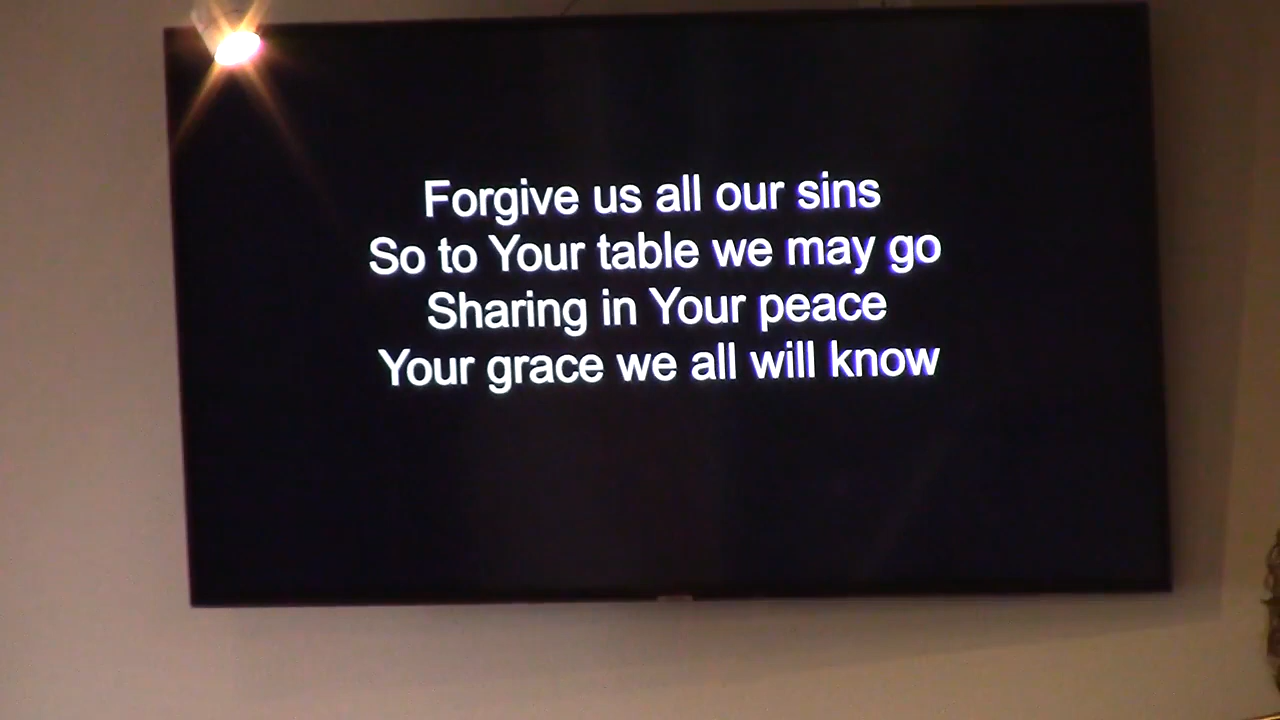 Forgive us all our sins
So to Your table we may go
Sharing in Your peace
Your grace we all will know